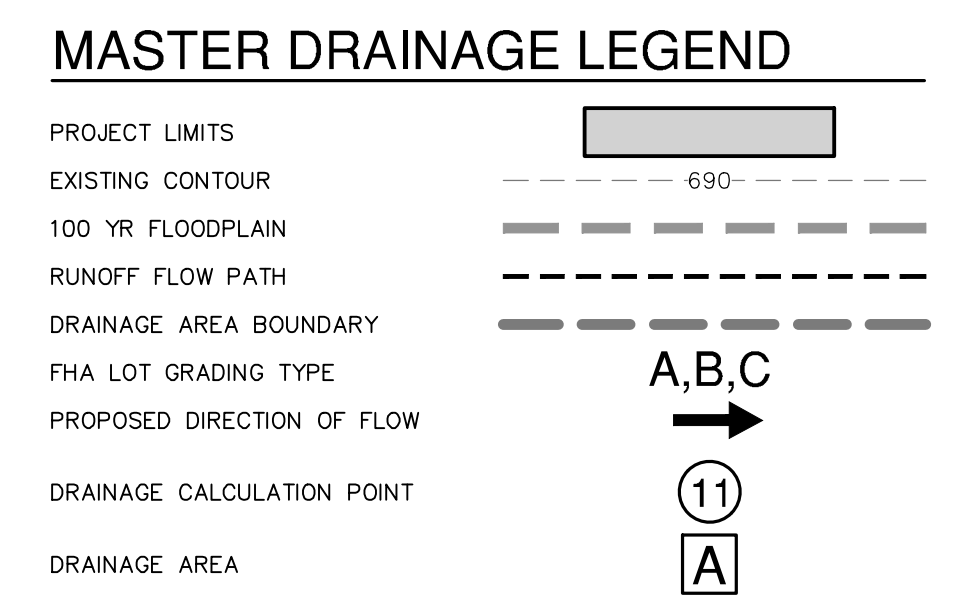 MASTER DRAINAGE LEGEND
PROJECT LIMITS
EXISTING CONTOUR 690
100 YR FLOODPLAIN
RUNOFF FLOW PATH
DRAINAGE AREA BOUNDARY
FHA LOT GRADING TYPE A,B,C
PROPOSED DIRECTION OF FLOW
DRAINAGE CALCULATION POINT 11
DRAINAGE AREA A